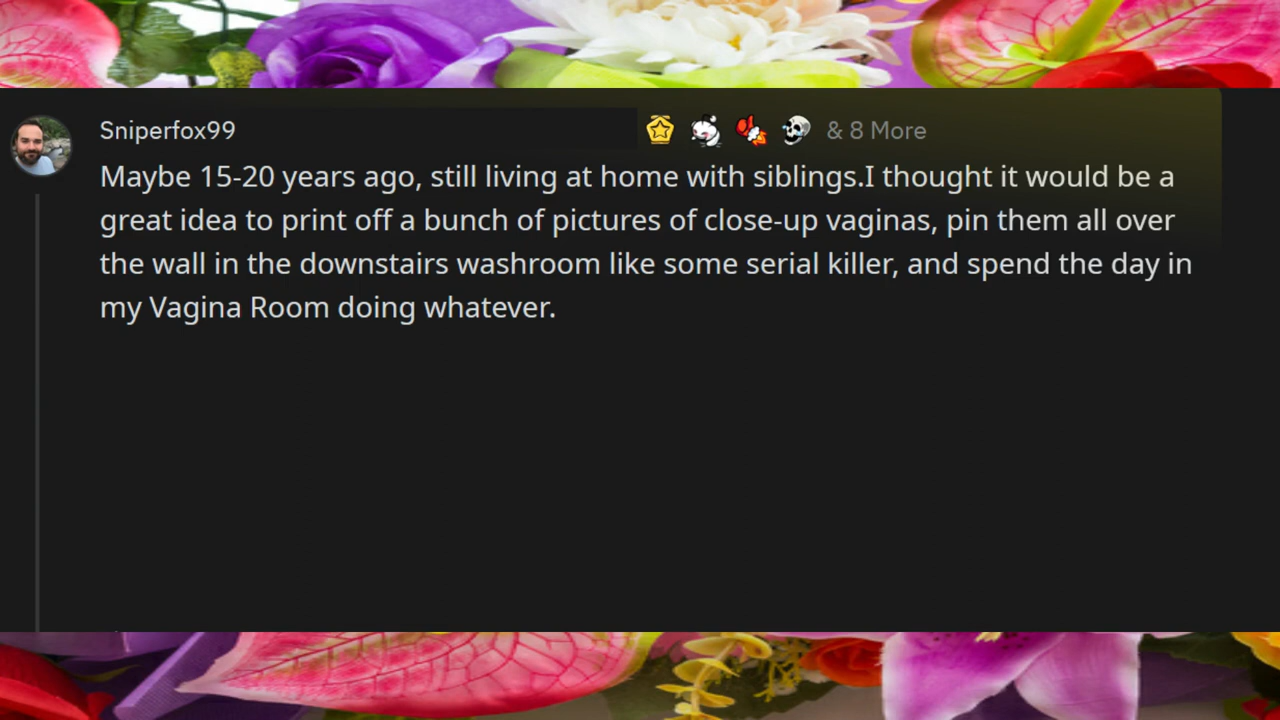 Sniperfox99 & 8 More
Maybe 15-20 years ago, still living at home with siblings.I thought it would be a
great idea to print off a bunch of pictures of close-up vaginas, pin them all over
the wall in the downstairs washroom like some serial killer, and spend the day in
my Vagina Room doing whatever.